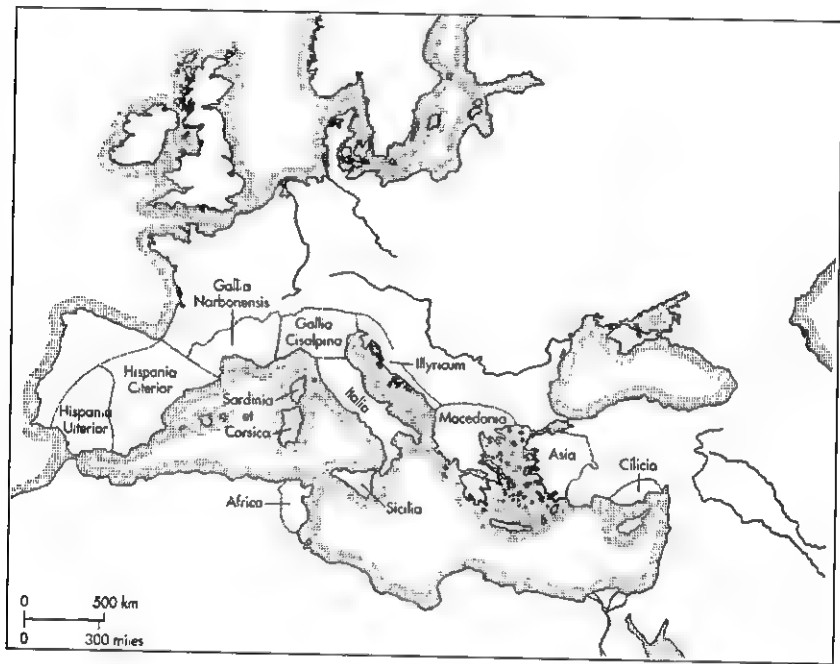 Gallia
Narbonensis
Gallia
Cisalpina
Illyricum
Hispania
Citerior
Hispania
Ulterior
Sardinia
et
Corsica
Italia
Macedonia
Asia
Cilicia
Africa
Sicilia
0 500 km
0 300 miles